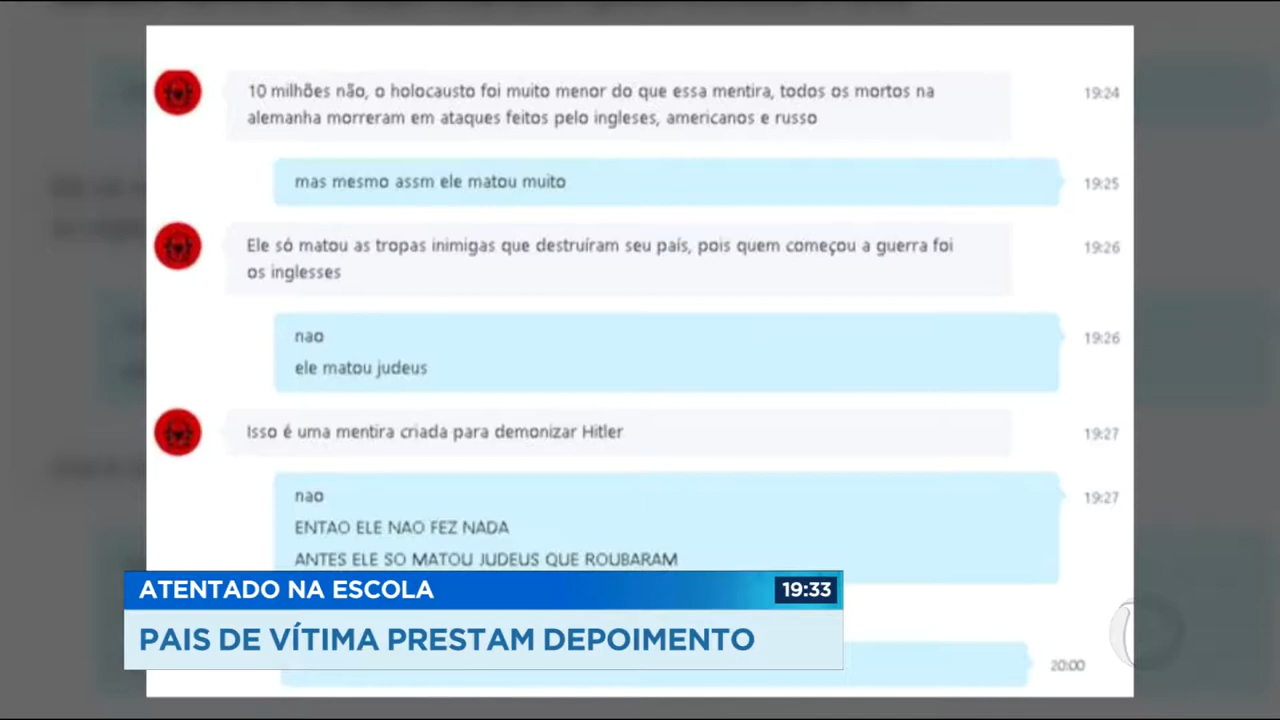 10 milhões não, o holocausto foi muito menor do que essa mentira, todos os mortos na
19:24
alemanha morreram em ataques feitos pelo ingleses, americanos e russo
mas mesmo assm ele matou muito
19:25
Ele só matou as tropas inimigas que destruíram seu país, pois quem começou a guerra foi
19:26
os inglesses
nao
19:26
ele matou judeus
Isso é uma mentira criada para demonizar Hitler
19:27
nao
19:27
ENTAO ELE NAO FEZ NADA
ANTES ELE SO MATOU JUDEUS QUE ROUBARAM
ATENTADO NA ESCOLA
19:33
PAIS DE VÍTIMA PRESTAM DEPOIMENTO
20:00